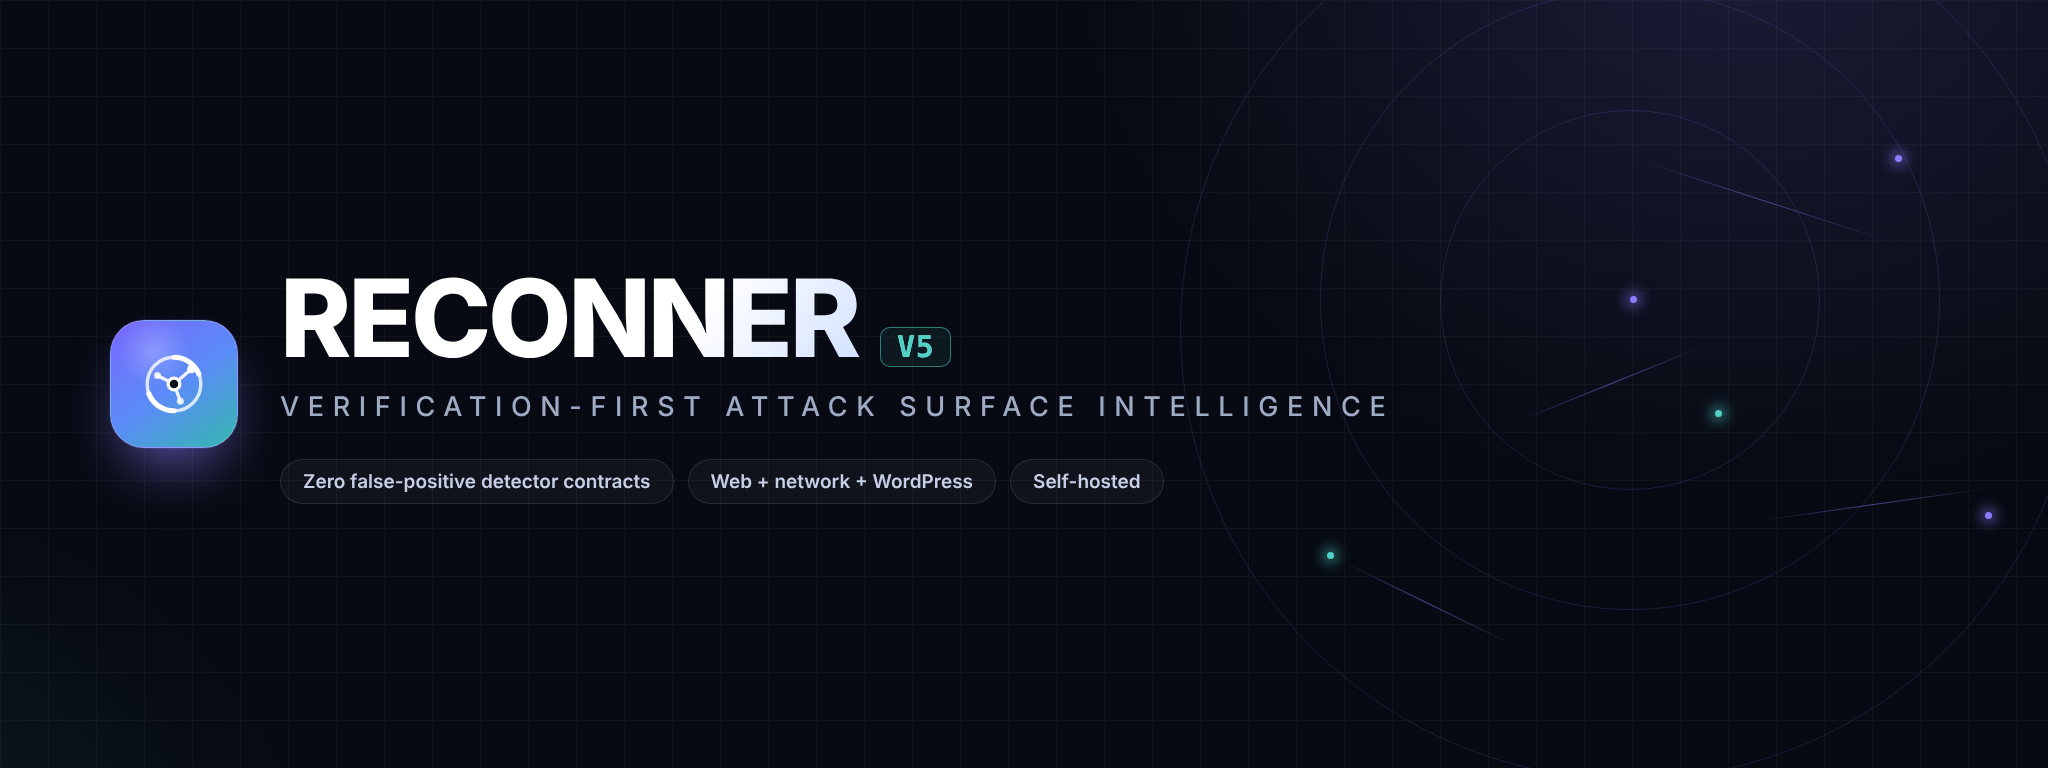 RECONNER V5
VERIFICATION-FIRST ATTACK SURFACE INTELLIGENCE
Zero false-positive detector contracts Web + network + WordPress Self-hosted